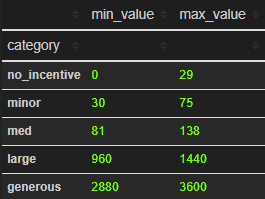 min_value max_value
category
no_incentive 0 29
minor 30 75
med 81 138
large 960 1440
generous 2880 3600